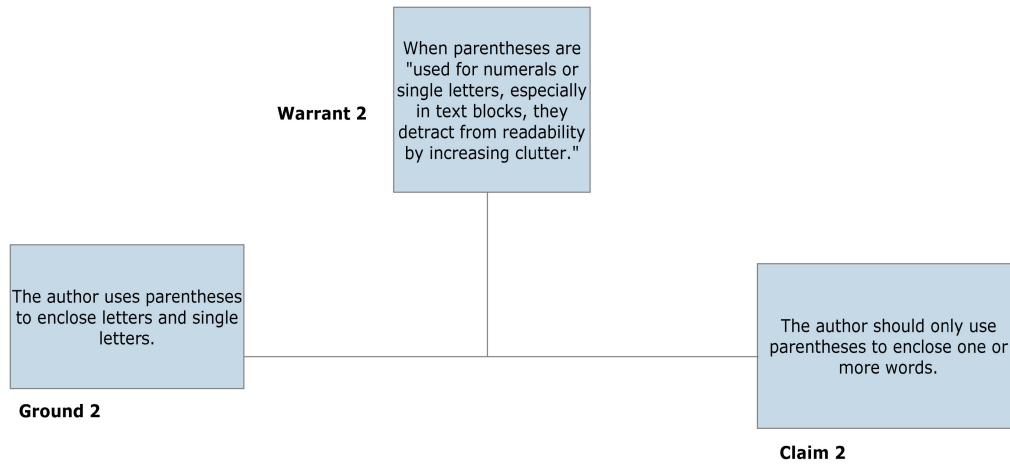 When parentheses are
"used for numerals or
single letters, especially
in text blocks, they
detract from readability
by increasing clutter."
Warrant 2
The author uses parentheses
to enclose letters and single
letters.
Ground 2
The author should only use
parentheses to enclose one or
more words.
Claim 2